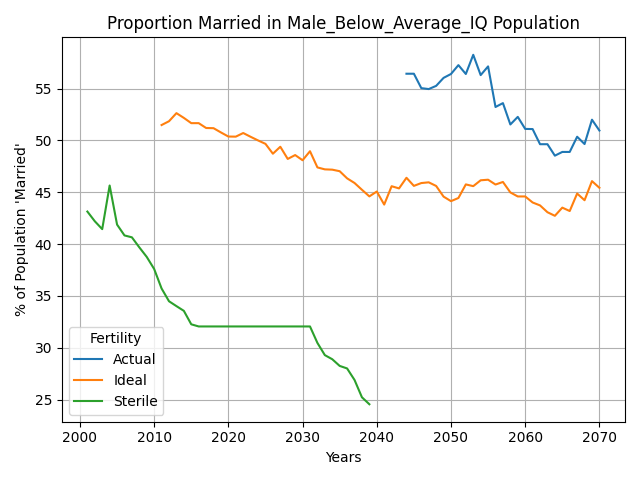 Proportion Married in Male_Below_Average_IQ Population
% of Population 'Married'
55
50
45
40
35
30
25
Fertility
Actual
Ideal
Sterile
2000 2010 2020 2030 2040 2050 2060 2070
Years